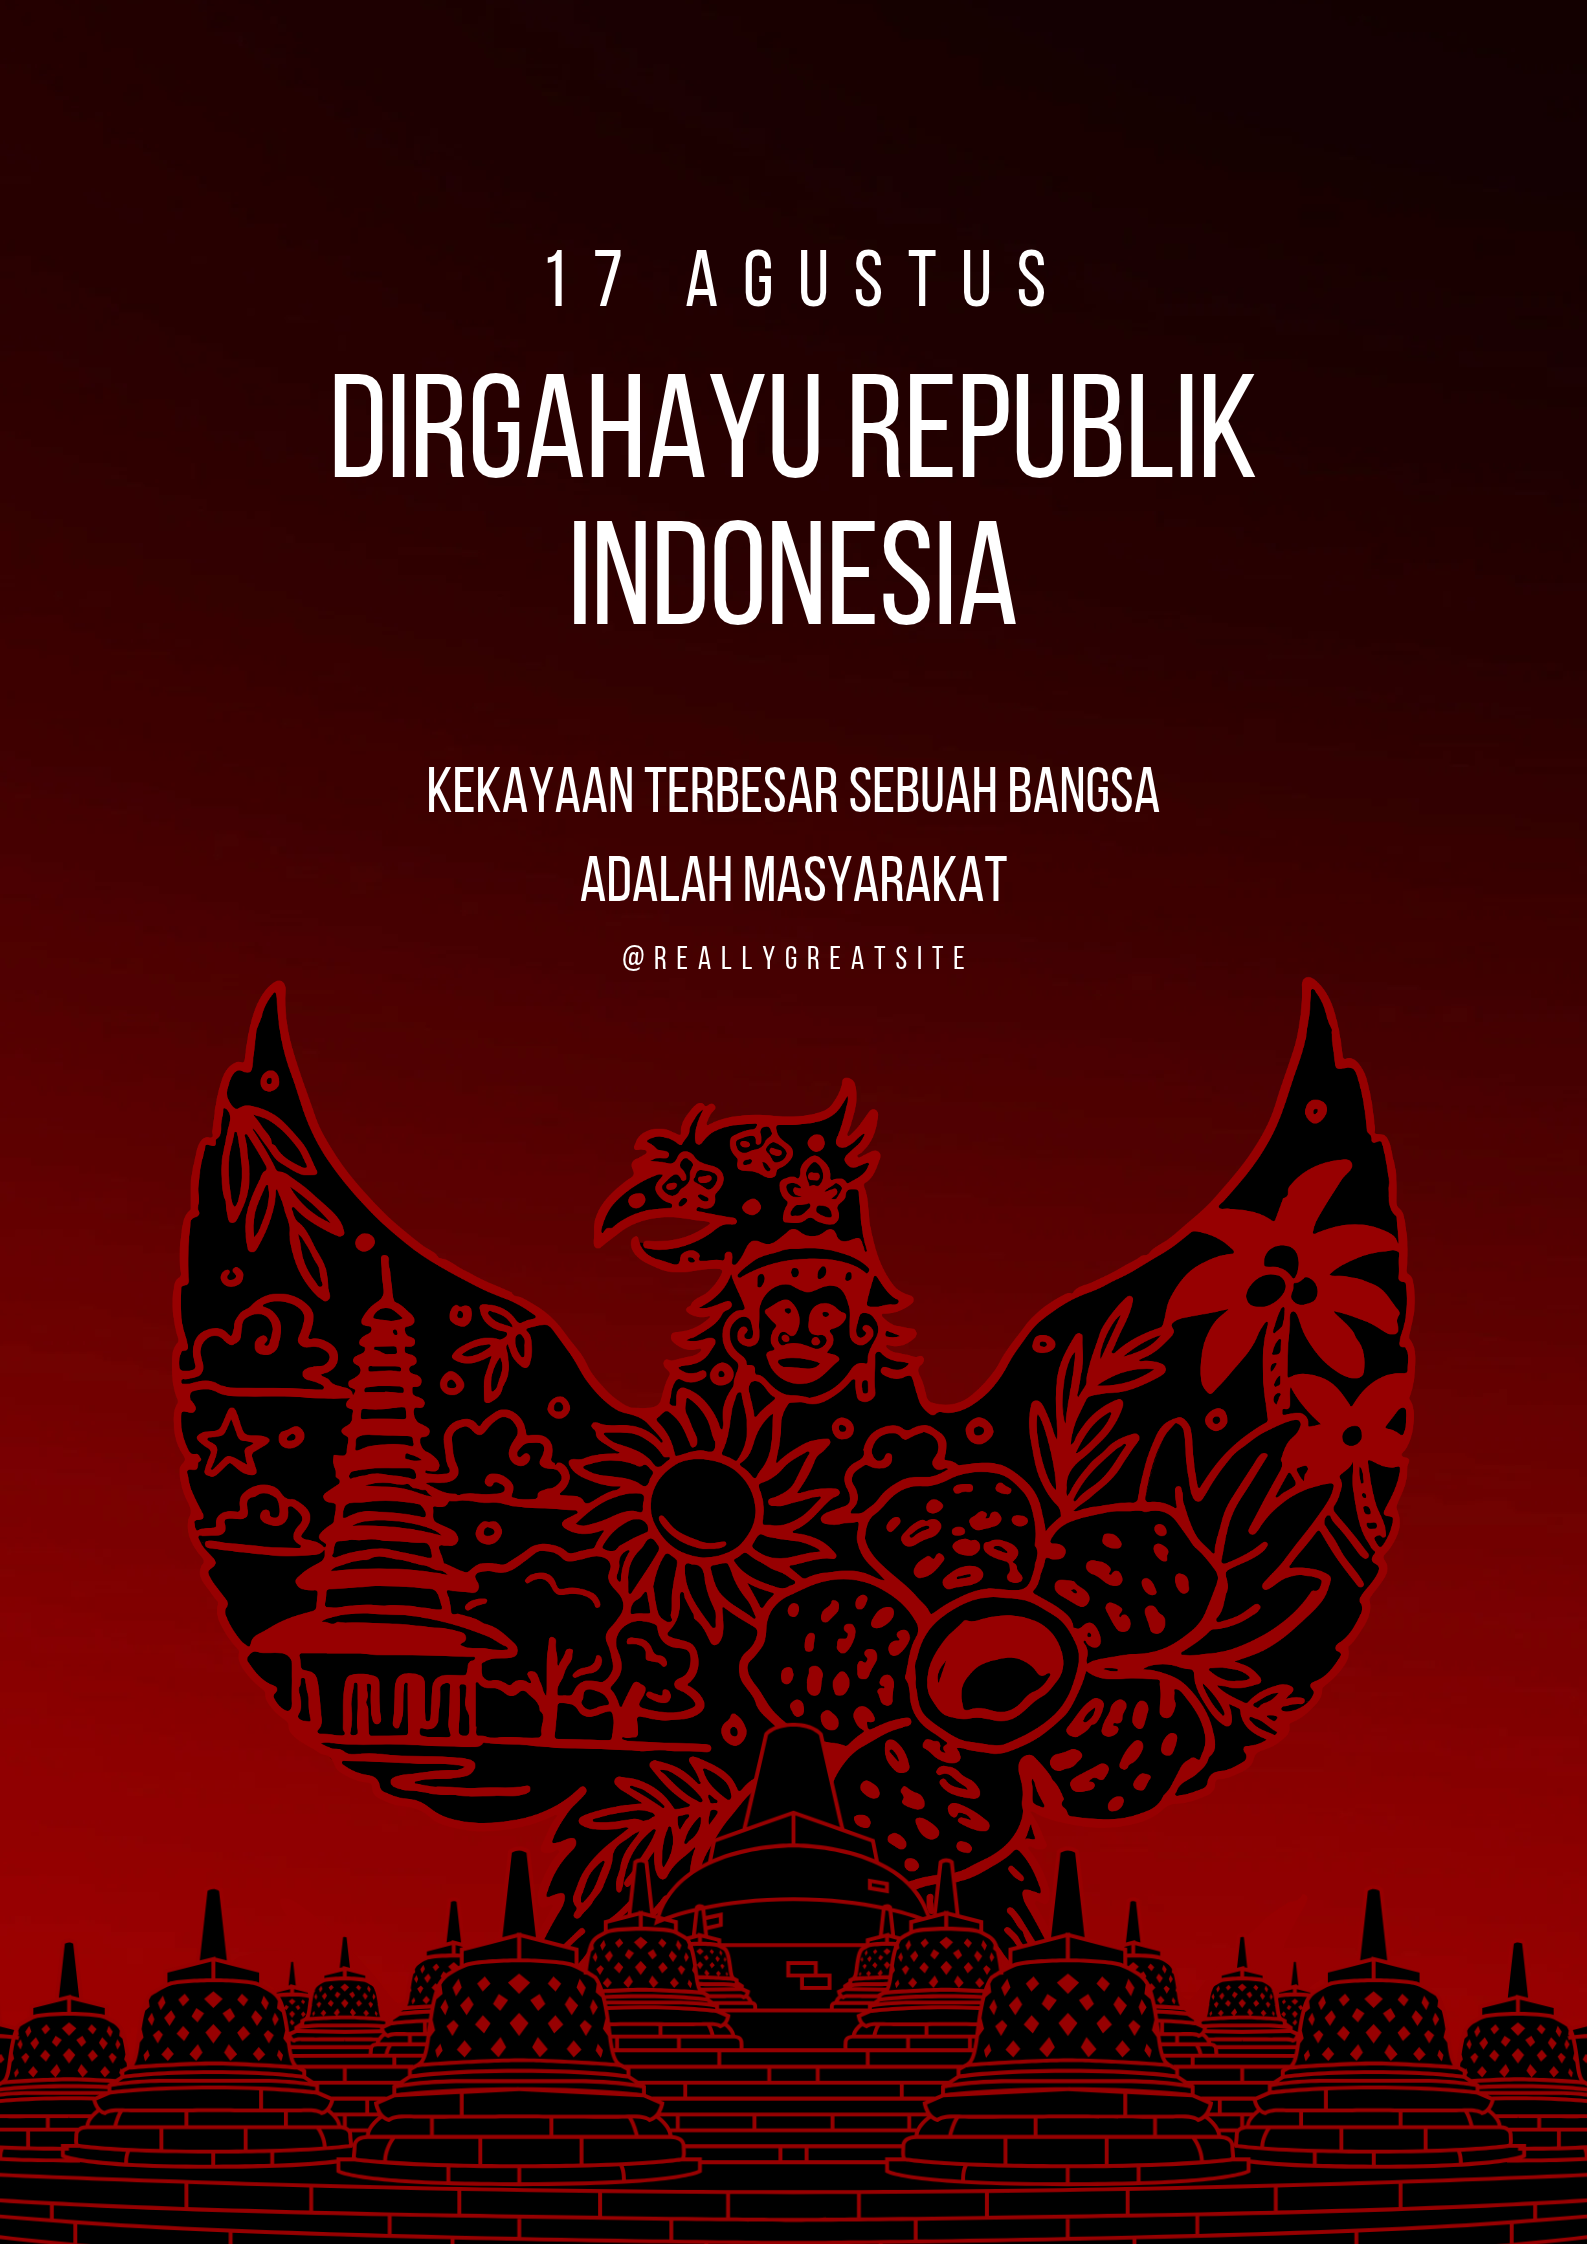 17 AGUSTUS
DIRGAHAYU REPUBLIK
INDONESIA
KEKAYAAN TERBESAR SEBUAH BANGSA
ADALAH MASYARAKAT
@REALLYGREATSITE